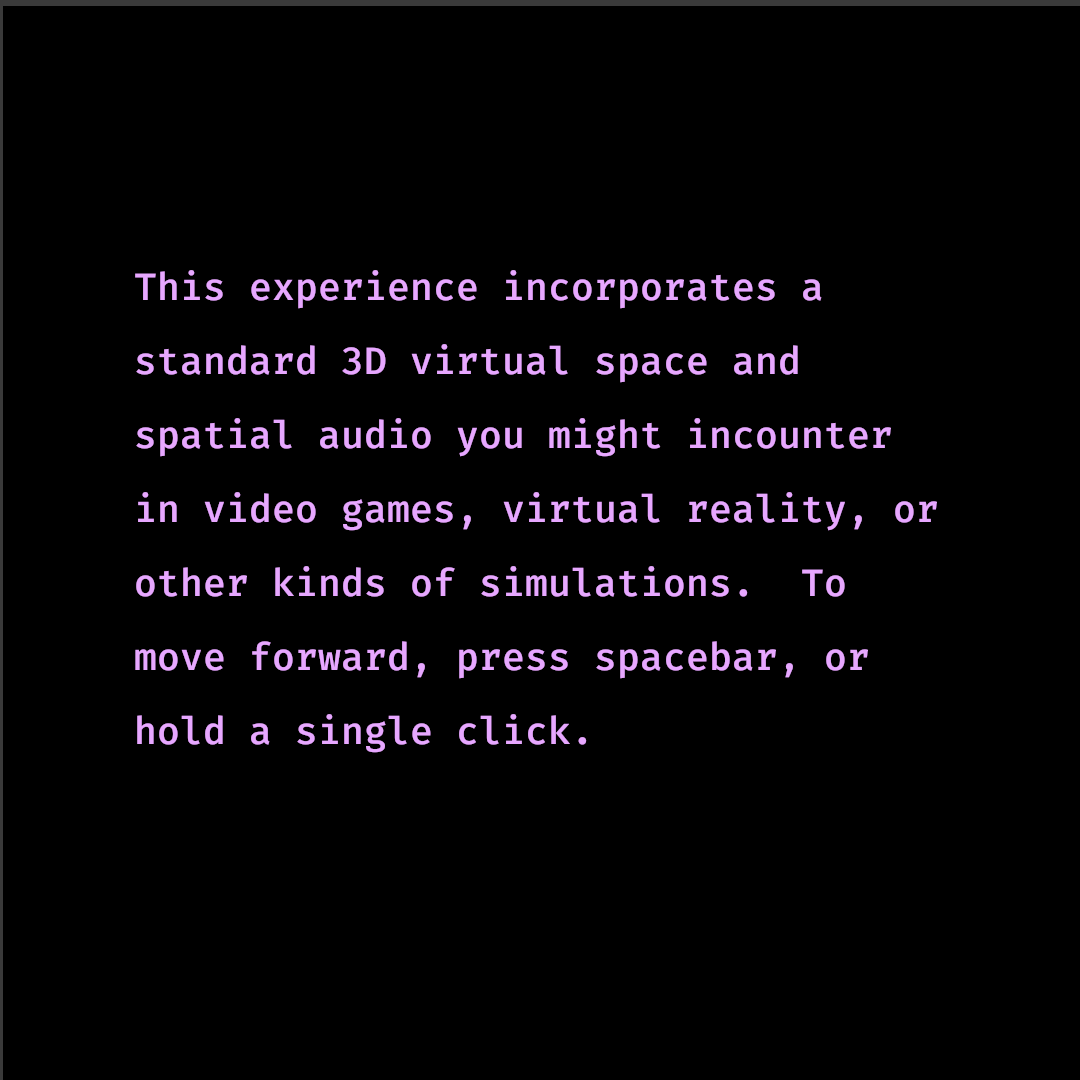 This experience incorporates a
standard 3D virtual space and
spatial audio you might incounter
in video games, virtual reality, or
other kinds of simulations.  To
move forward, press spacebar, or
hold a single click.